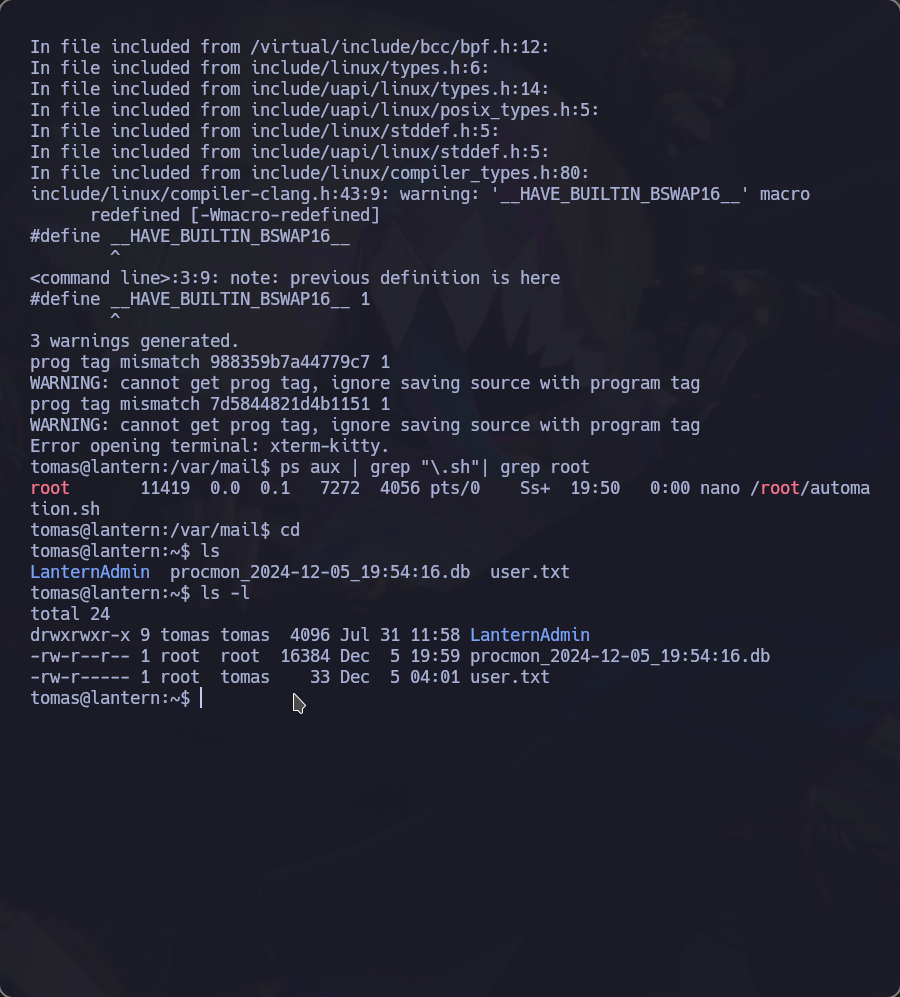 In file included from /virtual/include/bcc/bpf.h:12:
In file included from include/linux/types.h:6:
In file included from include/uapi/linux/types.h:14:
In file included from include/uapi/linux/posix_types.h:5:
In file included from include/linux/stddef.h:5:
In file included from include/uapi/linux/stddef.h:5:
In file included from include/linux/compiler_types.h:80:
include/linux/compiler-clang.h:43:9: warning: '__HAVE_BUILTIN_BSWAP16__' macro
      redefined [-Wmacro-redefined]
#define __HAVE_BUILTIN_BSWAP16__
        ^
<command line>:3:9: note: previous definition is here
#define __HAVE_BUILTIN_BSWAP16__ 1
        ^
3 warnings generated.
prog tag mismatch 988359b7a44779c7 1
WARNING: cannot get prog tag, ignore saving source with program tag
prog tag mismatch 7d5844821d4b1151 1
WARNING: cannot get prog tag, ignore saving source with program tag
Error opening terminal: xterm-kitty.
tomas@lantern:/var/mail$ ps aux | grep "\.sh"| grep root
root       11419  0.0  0.1   7272  4056 pts/0    Ss+  19:50   0:00 nano /root/automa
tion.sh
tomas@lantern:/var/mail$ cd
tomas@lantern:~$ ls
LanternAdmin  procmon_2024-12-05_19:54:16.db  user.txt
tomas@lantern:~$ ls -l
total 24
drwxrwxr-x 9 tomas tomas  4096 Jul 31 11:58 LanternAdmin
-rw-r--r-- 1 root  root  16384 Dec  5 19:59 procmon_2024-12-05_19:54:16.db
-rw-r----- 1 root  tomas    33 Dec  5 04:01 user.txt
tomas@lantern:~$